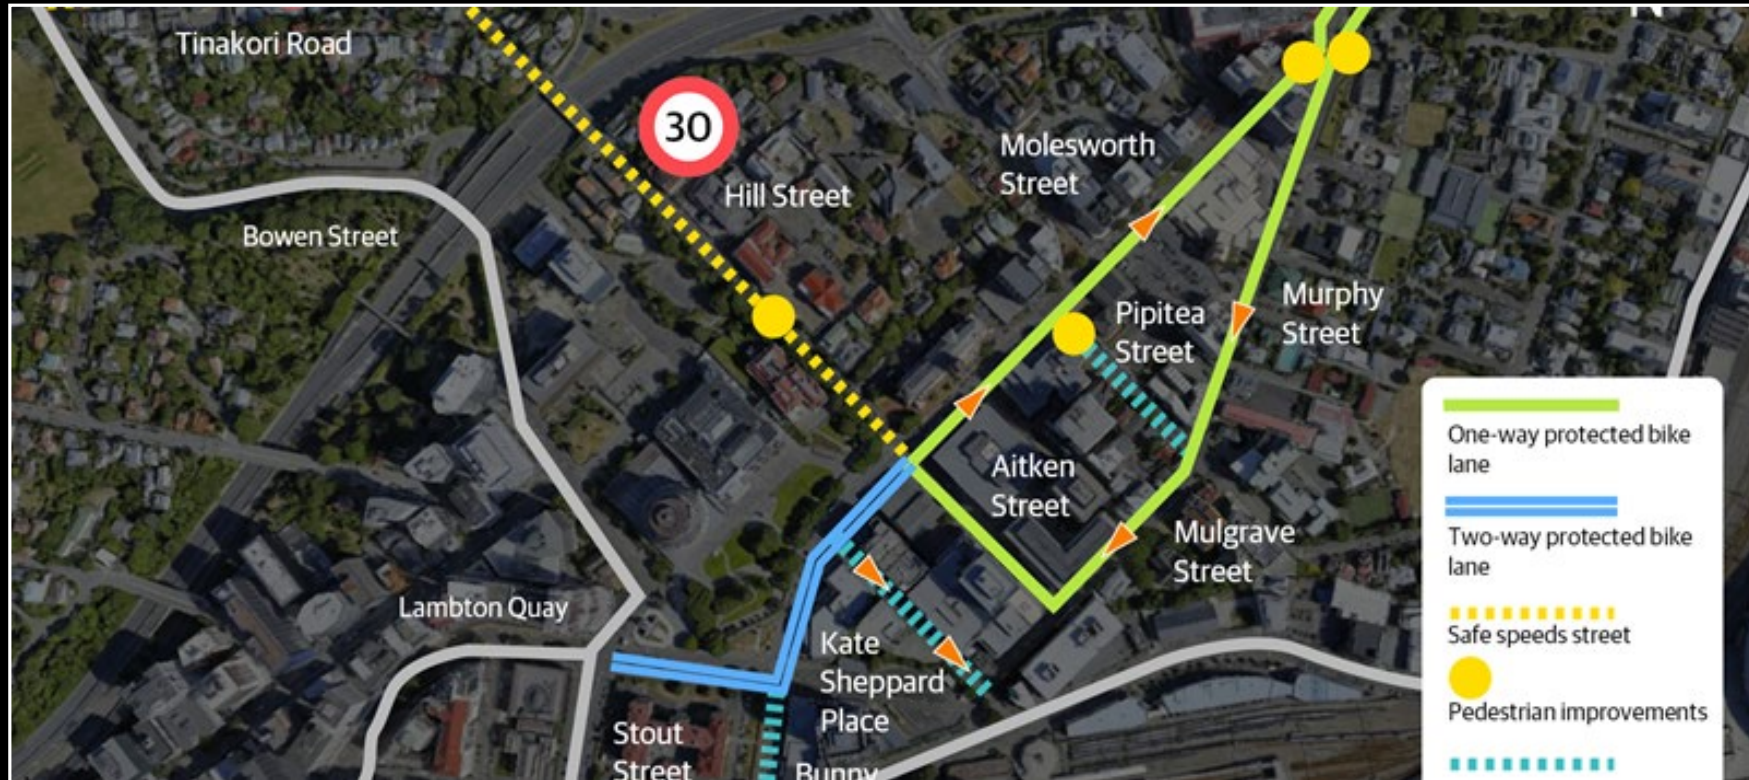 N
Tinakori Road
30
Hill Street
Molesworth
Street
Bowen Street
Pipitea
Street
Murphy
Street
Aitken
Street
Mulgrave
Street
Lambton Quay
Kate
Sheppard
Place
Stout
Street
Bunny
One-way protected bike
lane
Two-way protected bike
lane
Safe speeds street
Pedestrian improvements